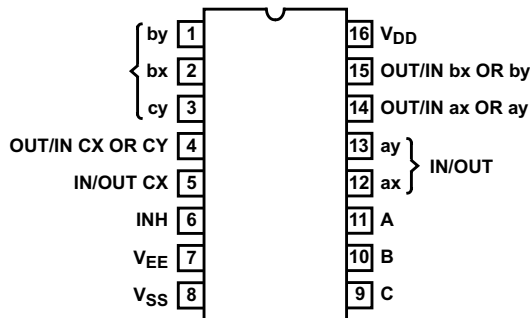 by 1 16 VDD
bx 2 15 OUT/IN bx OR by
cy 3 14 OUT/IN ax OR ay
OUT/IN CX OR CY 4 13 ay
IN/OUT
IN/OUT CX 5 12 ax
INH 6 11 A
VEE 7 10 B
VSS 8 9 C